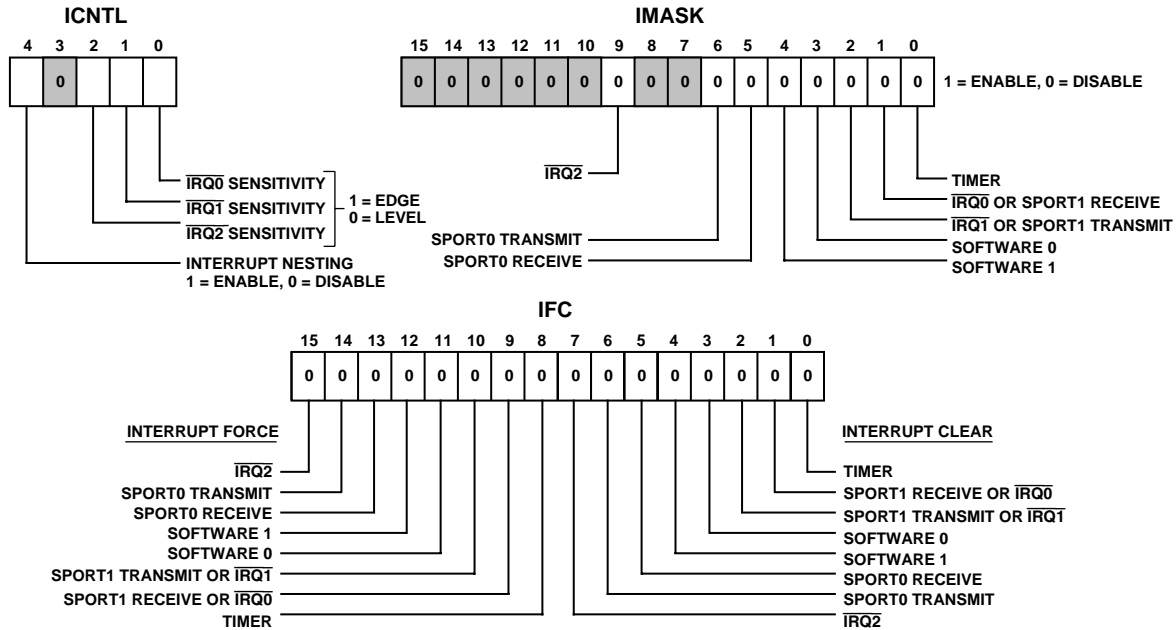 ICNTL
4 3 2 1 0
0
IRQ0 SENSITIVITY
IRQ1 SENSITIVITY
IRQ2 SENSITIVITY
1 = EDGE
0 = LEVEL
INTERRUPT NESTING
1 = ENABLE, 0 = DISABLE
IMASK
15 14 13 12 11 10 9 8 7 6 5 4 3 2 1 0
0 0 0 0 0 0 0 0 0 0 0 0 0 0 0 0
1 = ENABLE, 0 = DISABLE
IRQ2
SPORT0 TRANSMIT
SPORT0 RECEIVE
TIMER
IRQ0 OR SPORT1 RECEIVE
IRQ1 OR SPORT1 TRANSMIT
SOFTWARE 0
SOFTWARE 1
IFC
15 14 13 12 11 10 9 8 7 6 5 4 3 2 1 0
0 0 0 0 0 0 0 0 0 0 0 0 0 0 0 0
INTERRUPT FORCE
IRQ2
SPORT0 TRANSMIT
SPORT0 RECEIVE
SOFTWARE 1
SOFTWARE 0
SPORT1 TRANSMIT OR IRQ1
SPORT1 RECEIVE OR IRQ0
TIMER
INTERRUPT CLEAR
TIMER
SPORT1 RECEIVE OR IRQ0
SPORT1 TRANSMIT OR IRQ1
SOFTWARE 0
SOFTWARE 1
SPORT0 RECEIVE
SPORT0 TRANSMIT
IRQ2